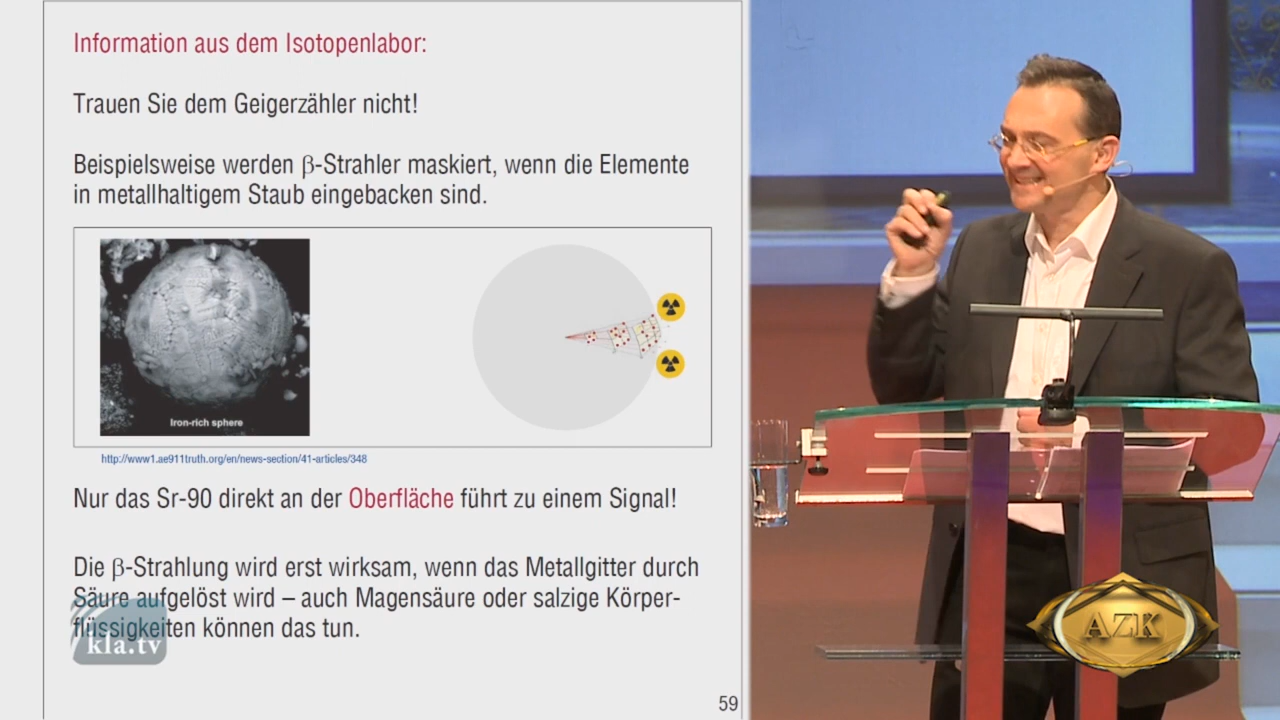 Information aus dem Isotopenlabor:
Trauen Sie dem Geigerzähler nicht!
Beispielsweise werden β-Strahler maskiert, wenn die Elemente
in metallhaltigem Staub eingebacken sind.
Iron-rich sphere
http://www1.ae911truth.org/en/news-section/41-articles/348
Nur das Sr-90 direkt an der Oberfläche führt zu einem Signal!
Die β-Strahlung wird erst wirksam, wenn das Metallgitter durch
Säure aufgelöst wird – auch Magensäure oder salzige Körper-
flüssigkeiten können das tun.
kla.tv
59
AZK